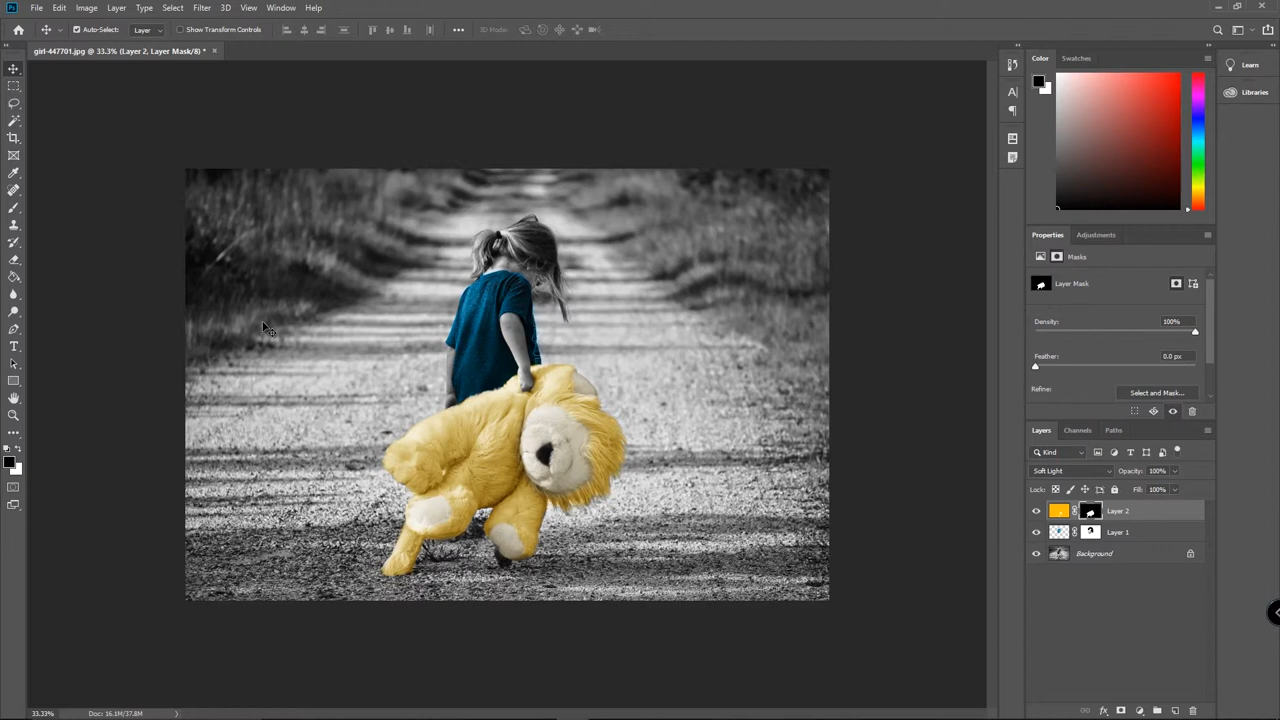 Ps File Edit Image Layer Type Select Filter 3D View Window Help
Auto-Select: Layer Show Transform Controls 3D Mode:
girl-447701.jpg @ 33.3% (Layer 2, Layer Mask/8) *
Color Swatches
Learn
Libraries
Properties Adjustments
Masks
Layer Mask
Density: 100%
Feather: 0.0 px
Refine: Select and Mask...
Layers Channels Paths
Kind
Soft Light Opacity: 100%
Lock: Fill: 100%
Layer 2
Layer 1
Background
33.33% Doc: 16.1M/37.8M